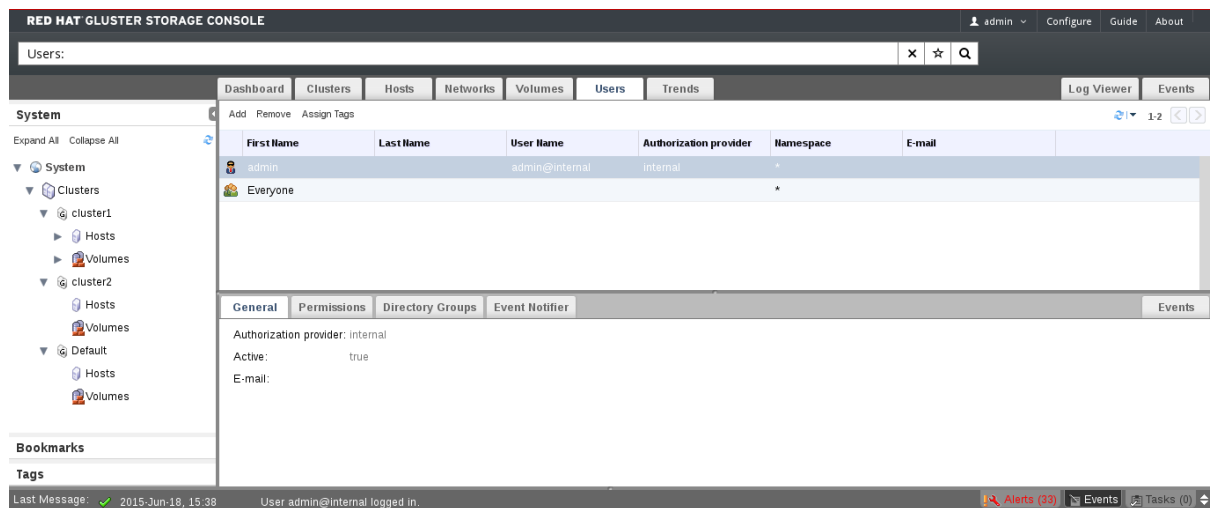 RED HAT GLUSTER STORAGE CONSOLE
admin Configure Guide About
Users:
Dashboard Clusters Hosts Networks Volumes Users Trends Log Viewer Events
System
Expand All Collapse All
System
Clusters
cluster1
Hosts
Volumes
cluster2
Hosts
Volumes
Default
Hosts
Volumes
Bookmarks
Tags
Add Remove Assign Tags
1-2
First Name Last Name User Name Authorization provider Namespace E-mail
admin admin@internal internal *
Everyone *
General Permissions Directory Groups Event Notifier Events
Authorization provider: internal
Active: true
E-mail:
Last Message: 2015-Jun-18, 15:38 User admin@internal logged in. Alerts (33) Events Tasks (0)